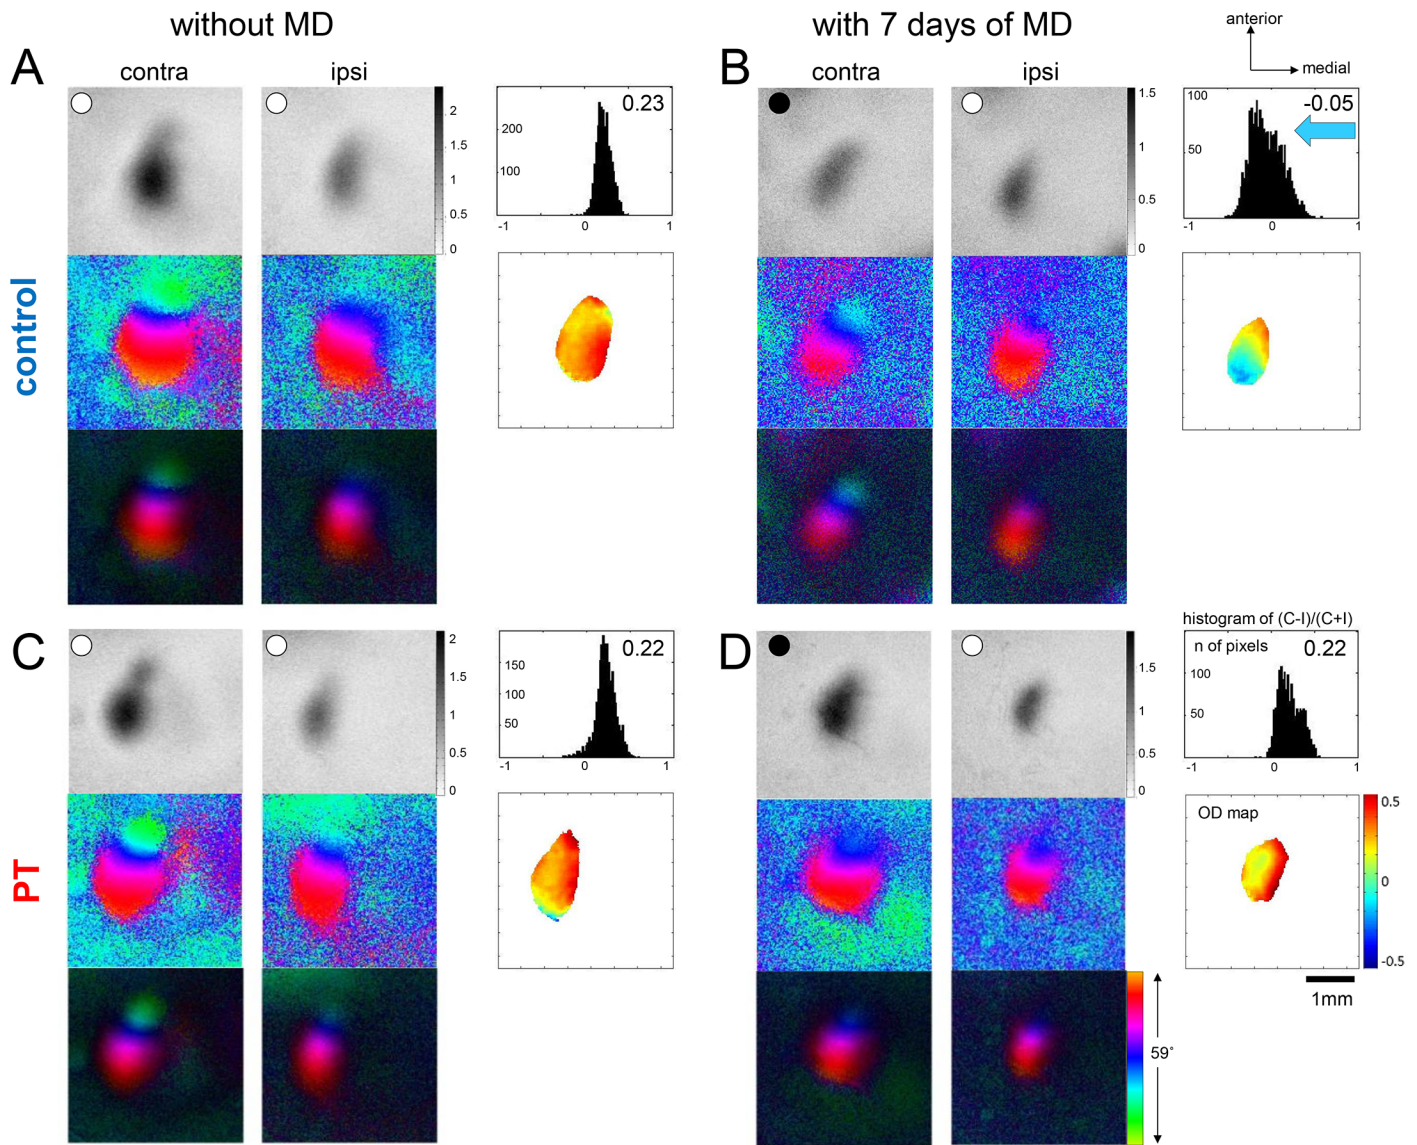 without MD
with 7 days of MD
A
contra
ipsi
2
1.5
1
0.5
0
0.23
200
100
-1
0
1
B
contra
ipsi
1.5
1
0.5
0
anterior
medial
100
50
-0.05
-1
0
1
control
C
2
1.5
1
0.5
0
0.22
150
100
50
-1
0
1
D
1.5
1
0.5
0
histogram of (C-I)/(C+I)
n of pixels
0.22
100
50
-1
0
1
PT
OD map
0.5
0
-0.5
1mm
59°